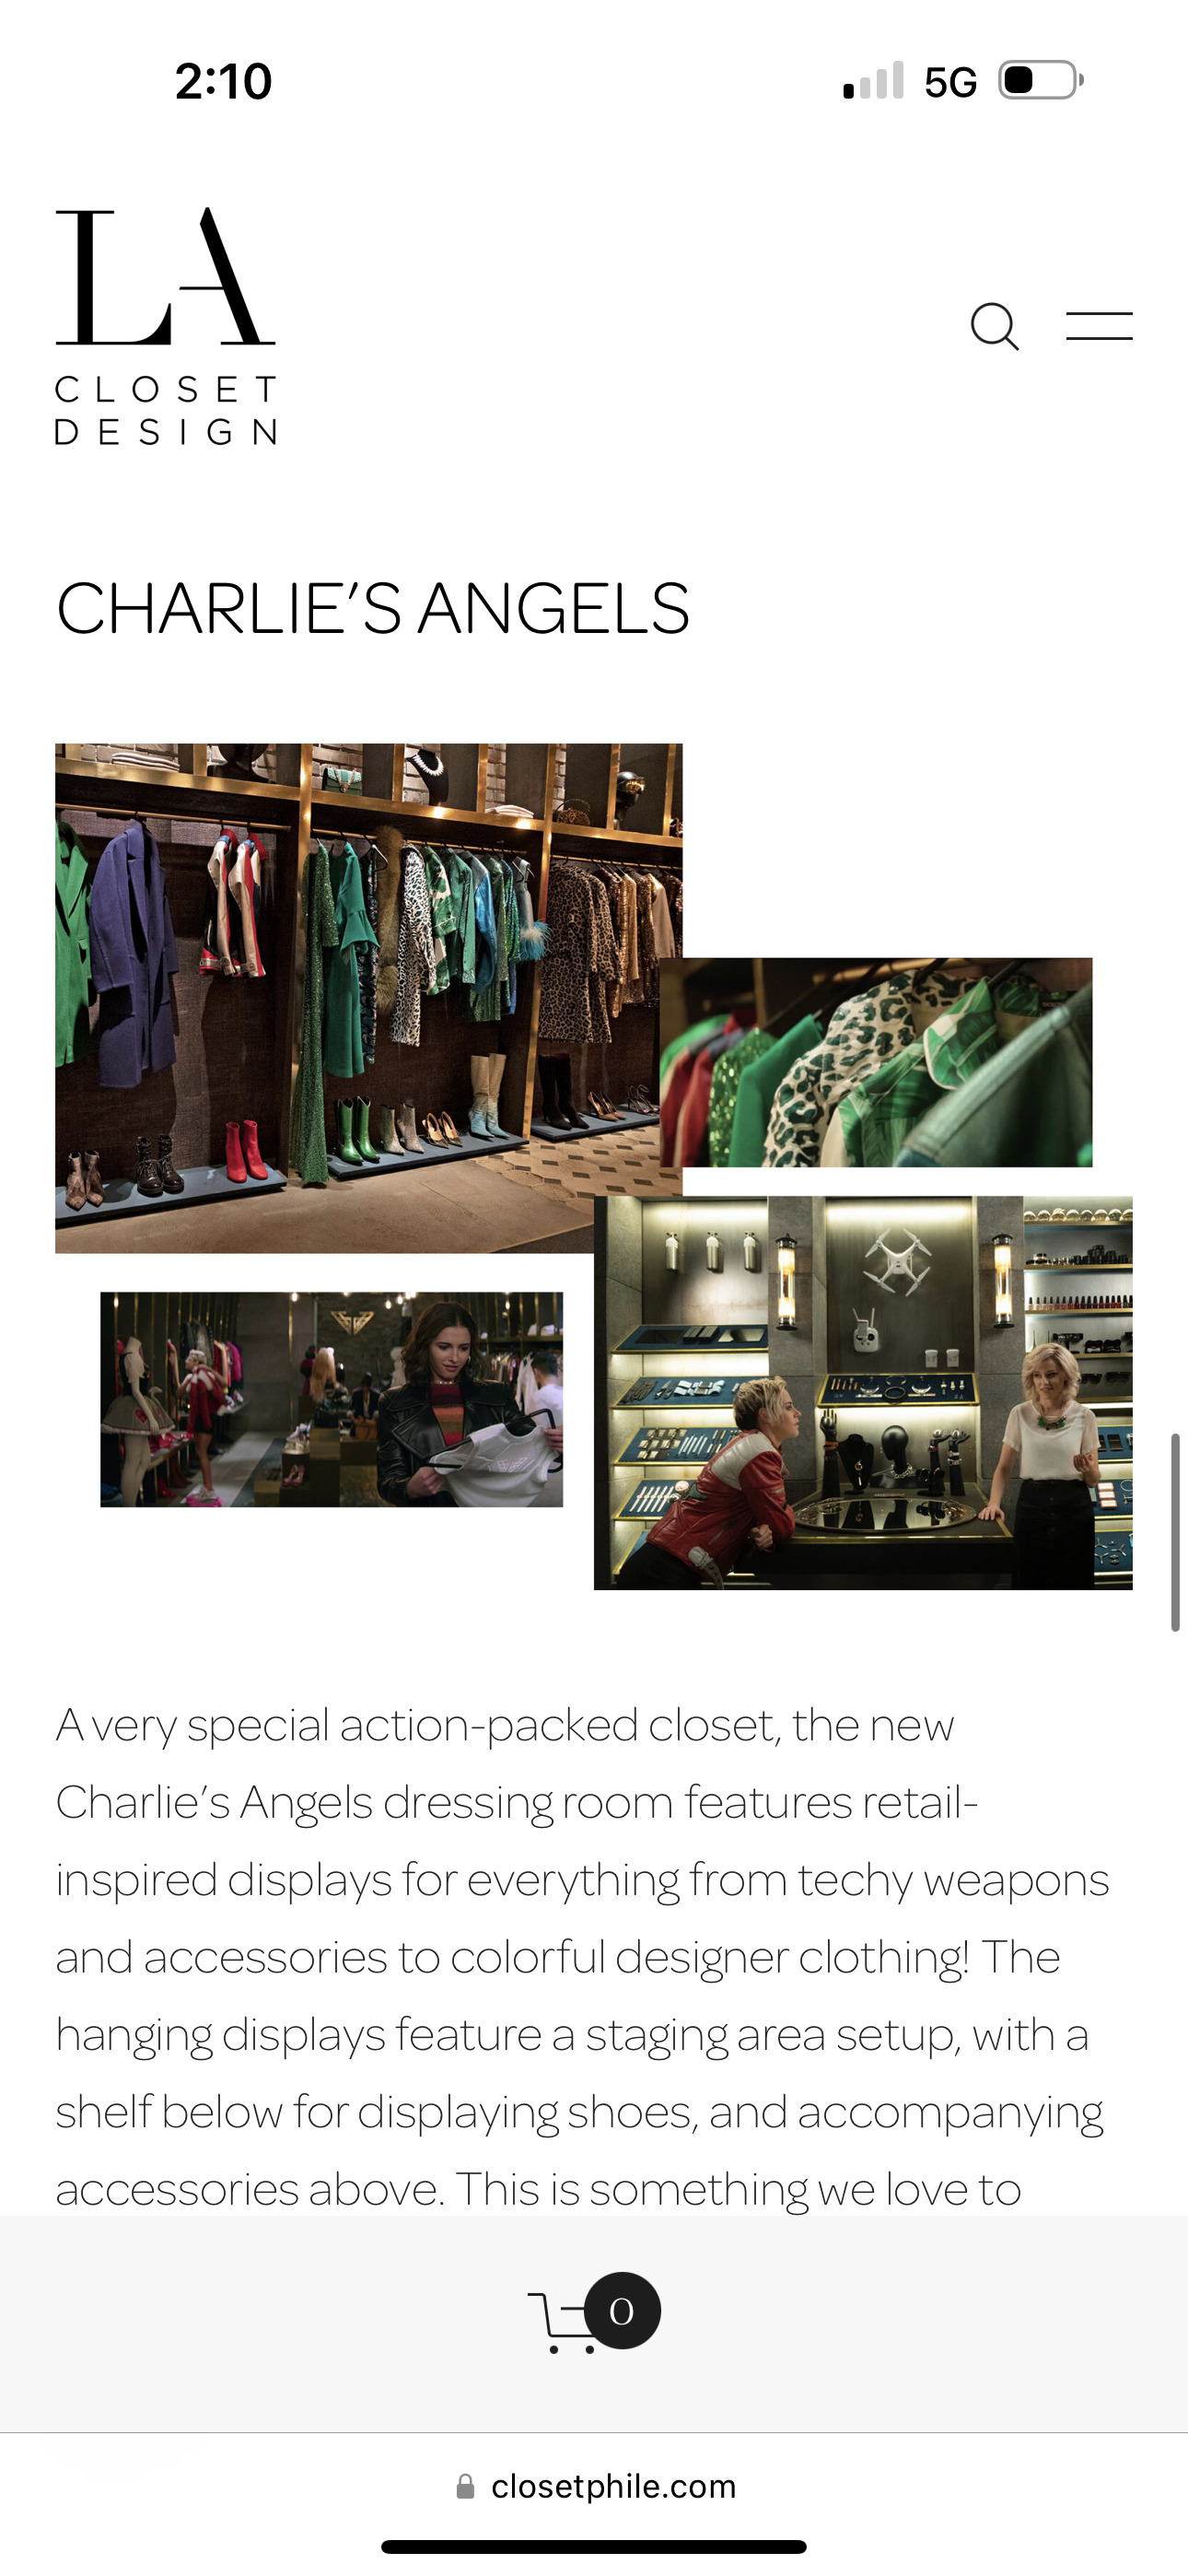 2:10
5G
LA
CLOSET
DESIGN
CHARLIE’S ANGELS
A very special action-packed closet, the new
Charlie’s Angels dressing room features retail-
inspired displays for everything from techy weapons
and accessories to colorful designer clothing! The
hanging displays feature a staging area setup, with a
shelf below for displaying shoes, and accompanying
accessories above. This is something we love to
0
closetphile.com